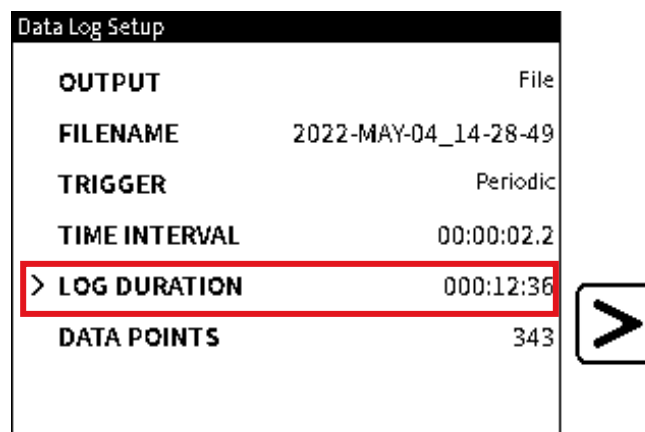 Data Log Setup
OUTPUT File
FILENAME 2022-MAY-04_14-28-49
TRIGGER Periodic
TIME INTERVAL 00:00:02.2
> LOG DURATION 000:12:36
DATA POINTS 343
>